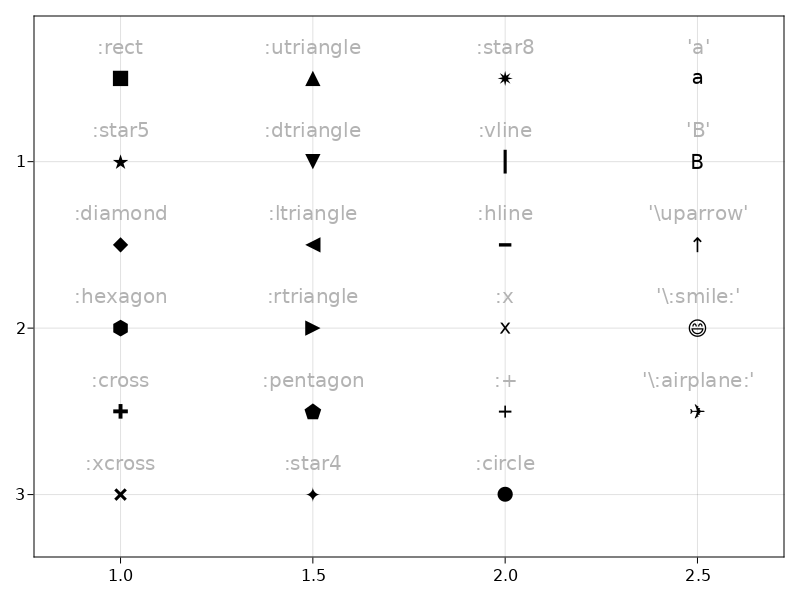 :rect :utriangle :star8 'a'
a
:star5 :dtriangle :vline 'B'
1 B
:diamond :ltriangle :hline '\uparrow'
↑
:hexagon :rtriangle :x '\:smile:'
2 x 😄
:cross :pentagon :+ '\:airplane:'
+ ✈
:xcross :star4 :circle
3
1.0 1.5 2.0 2.5